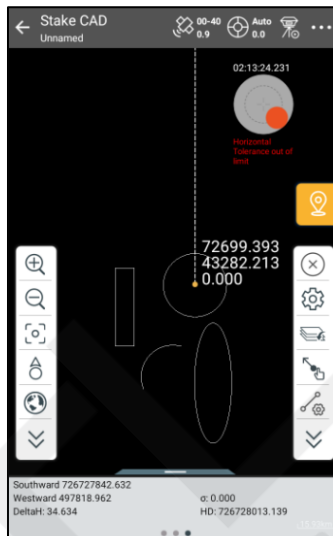 Stake CAD
Unnamed
00-40
0.9
Auto
0.0
02:13:24.231
Horizontal
Tolerance out of
limit
72699.393
43282.213
0.000
Southward 726727842.632
Westward 497818.962
σ: 0.000
DeltaH: 34.634
HD: 726728013.139